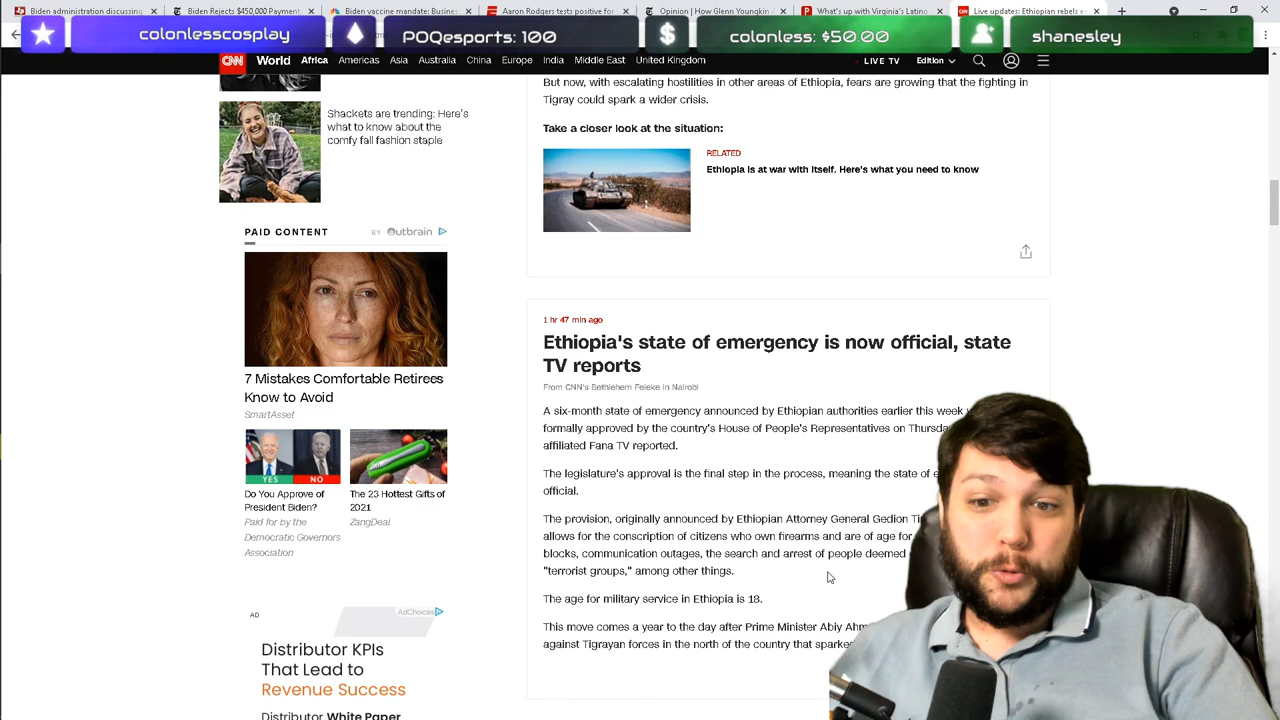 Biden administration disput
Biden Rejects $450,000 Paymen
Biden vaccine mandate: Busines
Aaron Rodgers tests positive for
Opinion | How Glenn Youngkin
What's up with Virginia's Latino
Live updates: Ethiopian rebels
colonlesscosplay
POQesports: 100
colonless: $50.00
shanesley
CNN World Africa Americas Asia Australia China Europe India Middle East United Kingdom
LIVE TV Edition
Shackets are trending: Here's
what to know about the
comfy fall fashion staple
PAID CONTENT BY Outbrain
7 Mistakes Comfortable Retirees
Know to Avoid
SmartAsset
YES NO
Do You Approve of
President Biden?
Paid for by the
Democratic Governors
Association
The 23 Hottest Gifts of
2021
ZangDeal
AD
AdChoices
Distributor KPIs
That Lead to
Revenue Success
Distributor White Paper
But now, with escalating hostilities in other areas of Ethiopia, fears are growing that the fighting in
Tigray could spark a wider crisis.
Take a closer look at the situation:
RELATED
Ethiopia is at war with itself. Here's what you need to know
1 hr 47 min ago
Ethiopia's state of emergency is now official, state
TV reports
From CNN's Bethlehem Feleke in Nairobi
A six-month state of emergency announced by Ethiopian authorities earlier this week
formally approved by the country's House of People's Representatives on Thursday
affiliated Fana TV reported.
The legislature's approval is the final step in the process, meaning the state of
official.
The provision, originally announced by Ethiopian Attorney General Gedion
allows for the conscription of citizens who own firearms and are of age for
blocks, communication outages, the search and arrest of people deemed
"terrorist groups," among other things.
The age for military service in Ethiopia is 18.
This move comes a year to the day after Prime Minister Abiy
against Tigrayan forces in the north of the country that